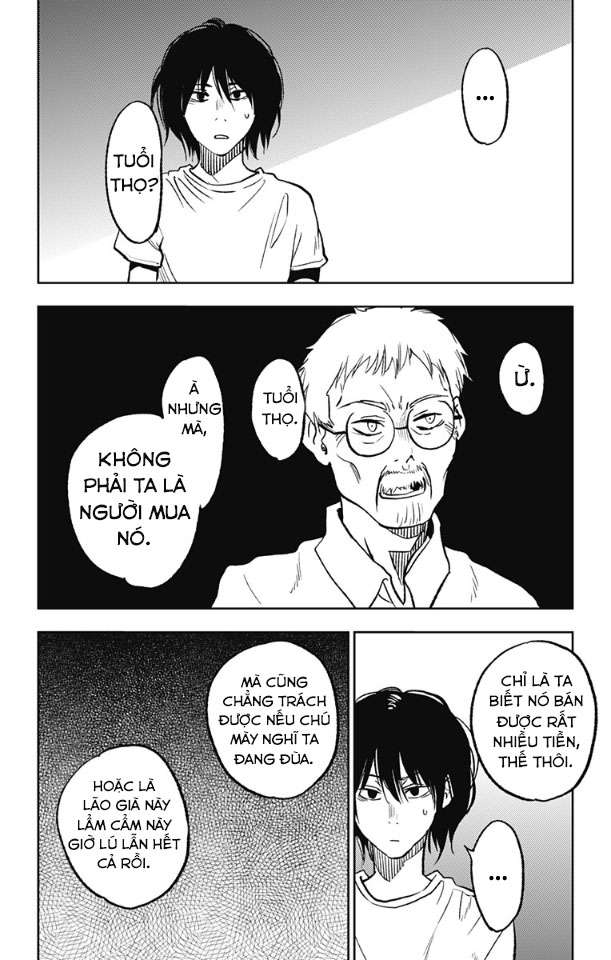 ...
TUỔI
THỌ?
Ừ.
TUỔI
THỌ.
À
NHƯNG
MÀ,
KHÔNG
PHẢI TA LÀ
NGƯỜI MUA
NÓ.
CHỈ LÀ TA
BIẾT NÓ BÁN
ĐƯỢC RẤT
NHIỀU TIỀN,
THẾ THÔI.
...
MÀ CŨNG
CHẲNG TRÁCH
ĐƯỢC NẾU CHÚ
MÀY NGHĨ TA
ĐANG ĐÙA.
HOẶC LÀ
LÃO GIÀ NÀY
LẨM CẨM NÀY
GIỜ LÚ LẪN HẾT
CẢ RỒI.